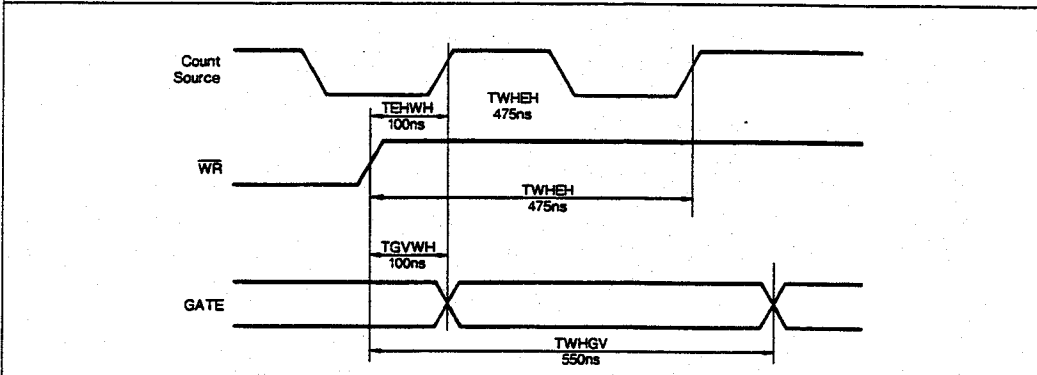 Count
Source
TEHWH
100ns
TWHEH
475ns
WR
TWHEH
475ns
TGVWH
100ns
GATE
TWHGV
550ns